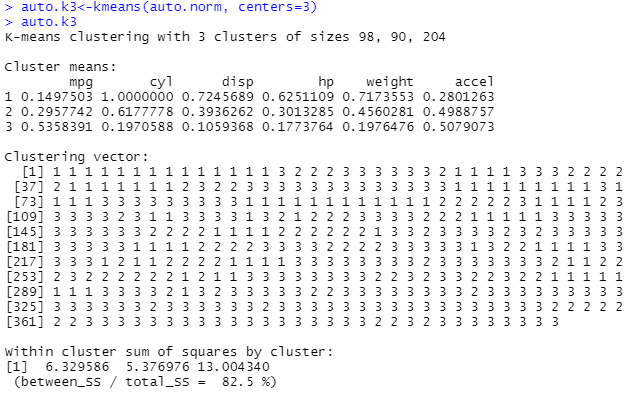 > auto.k3<-kmeans(auto.norm, centers=3)
> auto.k3
K-means clustering with 3 clusters of sizes 98, 90, 204
Cluster means:
mpg cyl disp hp weight accel
1 0.1497503 1.0000000 0.7245689 0.6251109 0.7173553 0.2801263
2 0.2957742 0.6177778 0.3936262 0.3013285 0.4560281 0.4988757
3 0.5358391 0.1970588 0.1059368 0.1773764 0.1976476 0.5079073
Clustering vector:
[1] 1 1 1 1 1 1 1 1 1 1 1 1 1 1 3 2 2 2 3 3 3 3 3 3 2 1 1 1 1 3 3 3 2 2 2 2
[37] 2 1 1 1 1 1 1 1 2 3 2 2 3 3 3 3 3 3 3 3 3 3 3 3 3 1 1 1 1 1 1 1 1 1 3 1
[73] 1 1 1 3 3 3 3 3 3 3 3 3 1 1 1 1 1 1 1 1 1 1 1 1 2 2 2 2 2 3 1 1 1 1 2 3
[109] 3 3 3 3 2 3 1 1 3 3 3 3 1 3 2 1 2 2 2 3 3 3 3 2 2 2 1 1 1 1 1 3 3 3 3 3
[145] 3 3 3 3 3 3 2 2 2 2 1 1 1 1 2 2 2 2 2 2 1 3 3 2 3 3 3 2 3 2 3 3 3 3 3 3
[181] 3 3 3 3 3 1 1 1 1 2 2 2 2 3 3 3 3 2 2 2 2 3 3 3 3 3 1 3 2 2 1 1 1 1 3 3
[217] 3 3 3 1 2 1 1 2 2 2 2 1 1 1 1 3 3 3 3 3 3 3 3 3 3 3 3 3 3 3 3 2 1 1 2 2
[253] 2 3 2 2 2 2 2 2 1 2 1 1 3 3 3 3 3 3 3 3 2 2 3 2 3 3 2 2 3 2 2 1 1 1 1 1
[289] 1 1 1 3 3 3 3 2 1 3 2 3 3 3 3 3 3 2 2 3 3 3 3 3 3 2 3 3 3 3 3 3 3 3 3 3
[325] 3 3 3 3 3 3 2 3 3 3 3 3 3 3 2 3 3 3 3 3 3 3 3 3 3 3 3 3 3 3 3 2 2 2 2 2
[361] 2 2 3 3 3 3 3 3 3 3 3 3 3 3 3 3 3 3 3 3 2 2 3 2 3 3 3 3 3 3 3 3
Within cluster sum of squares by cluster:
[1] 6.329586 5.376976 13.004340
(between_SS / total_SS = 82.5 %)